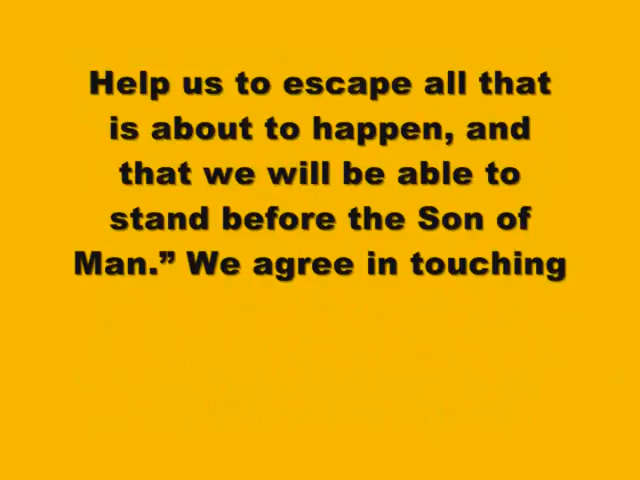 Help us to escape all that
is about to happen, and
that we will be able to
stand before the Son of
Man.” We agree in touching